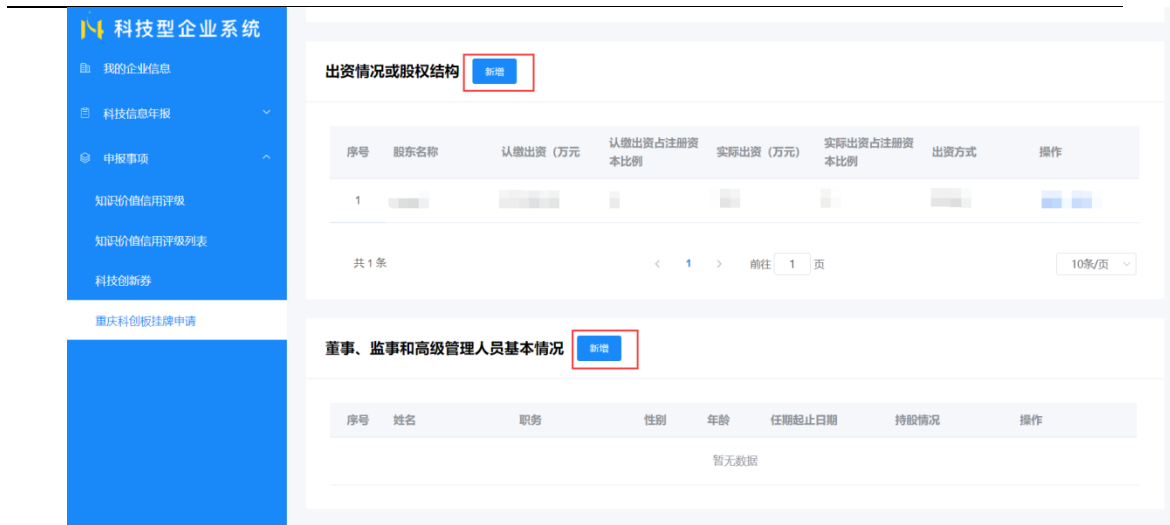 科技型企业系统
我的企业信息
科技信息年报
申报事项
知识价值信用评级
知识价值信用评级列表
科技创新券
重庆科创板挂牌申请
出资情况或股权结构 新增
序号 股东名称 认缴出资（万元 认缴出资占注册资本比例 实际出资（万元） 实际出资占注册资本比例 出资方式 操作
1
共1条 < 1 > 前往 1 页 10条/页
董事、监事和高级管理人员基本情况 新增
序号 姓名 职务 性别 年龄 任期起止日期 持股情况 操作
暂无数据